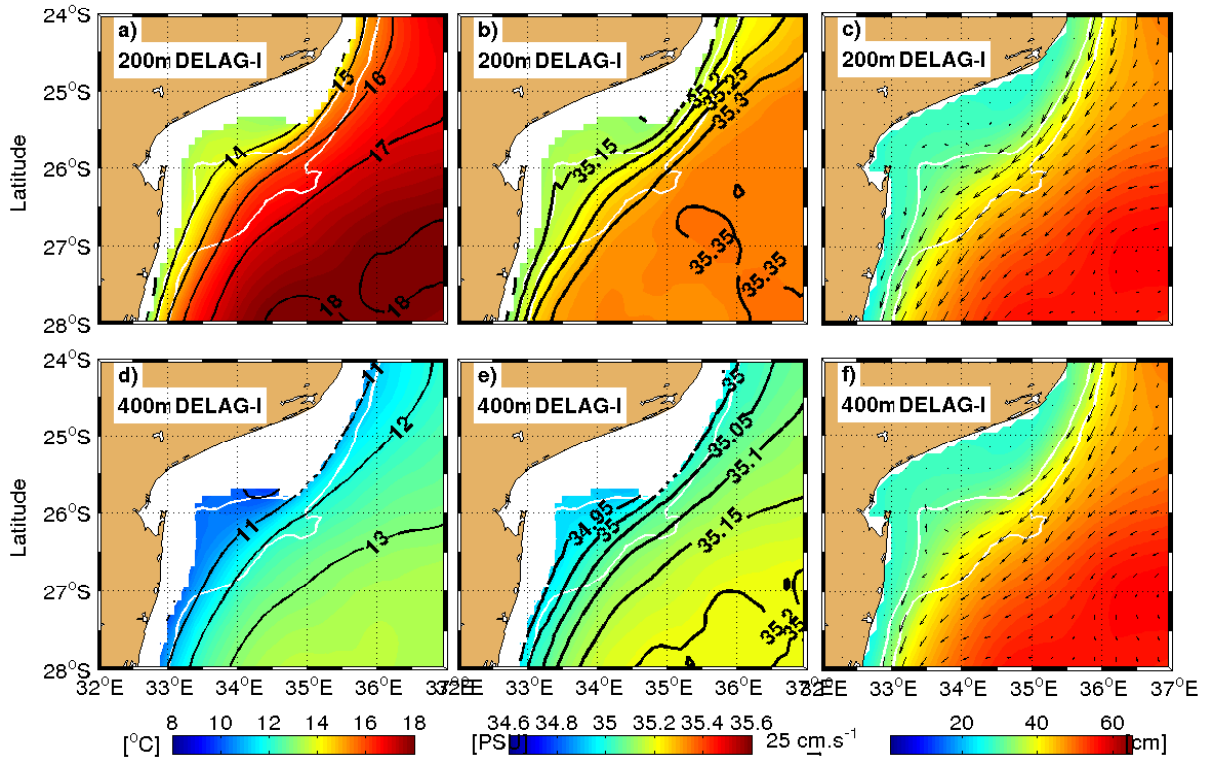 24°S
25°S
26°S
27°S
28°S
Latitude
a)
200m DELAG-I
15
16
14
17
18
18
b)
200m DELAG-I
35.2
35.25
35.3
35.15
35.35
35.35
c)
200m DELAG-I
24°S
25°S
26°S
27°S
28°S
Latitude
d)
400m DELAG-I
11
12
11
13
32°E 33°E 34°E 35°E 36°E
e)
400m DELAG-I
35
35.05
35.1
34.95
35
35.15
35.2
32°E 33°E 34°E 35°E 36°E
f)
400m DELAG-I
32°E 33°E 34°E 35°E 36°E 37°E
8 10 12 14 16 18
[°C]
34.6 34.8 35 35.2 35.4 35.6
25 cm.s⁻¹
20 40 60